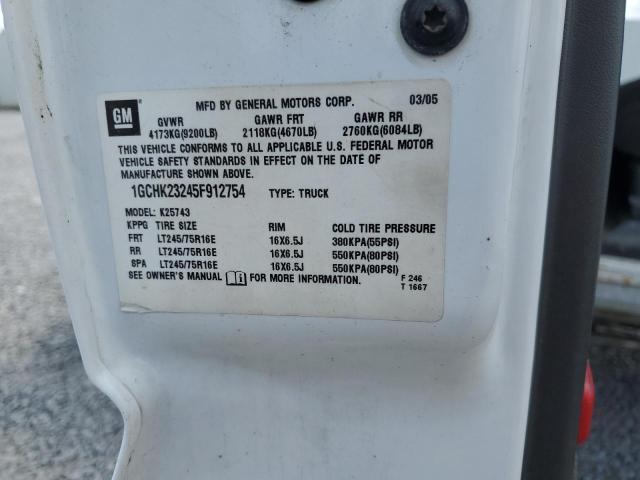 MFD BY GENERAL MOTORS CORP. 03/05
GM
GVWR GAWR FRT GAWR RR
4173KG(9200LB) 2118KG(4670LB) 2760KG(6084LB)
THIS VEHICLE CONFORMS TO ALL APPLICABLE U.S. FEDERAL MOTOR
VEHICLE SAFETY STANDARDS IN EFFECT ON THE DATE OF
MANUFACTURE SHOWN ABOVE.
1GCHK23245F912754 TYPE: TRUCK
MODEL: K25743
KPPG TIRE SIZE RIM COLD TIRE PRESSURE
FRT LT245/75R16E 16X6.5J 380KPA(55PSI)
RR LT245/75R16E 16X6.5J 550KPA(80PSI)
SPA LT245/75R16E 16X6.5J 550KPA(80PSI)
SEE OWNER'S MANUAL FOR MORE INFORMATION. F 246
T 1667